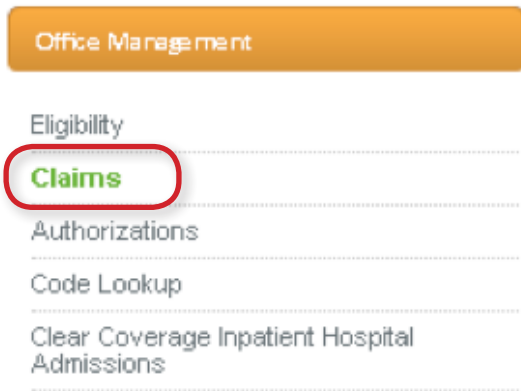 Office Management
Eligibility
Claims
Authorizations
Code Lookup
Clear Coverage Inpatient Hospital
Admissions